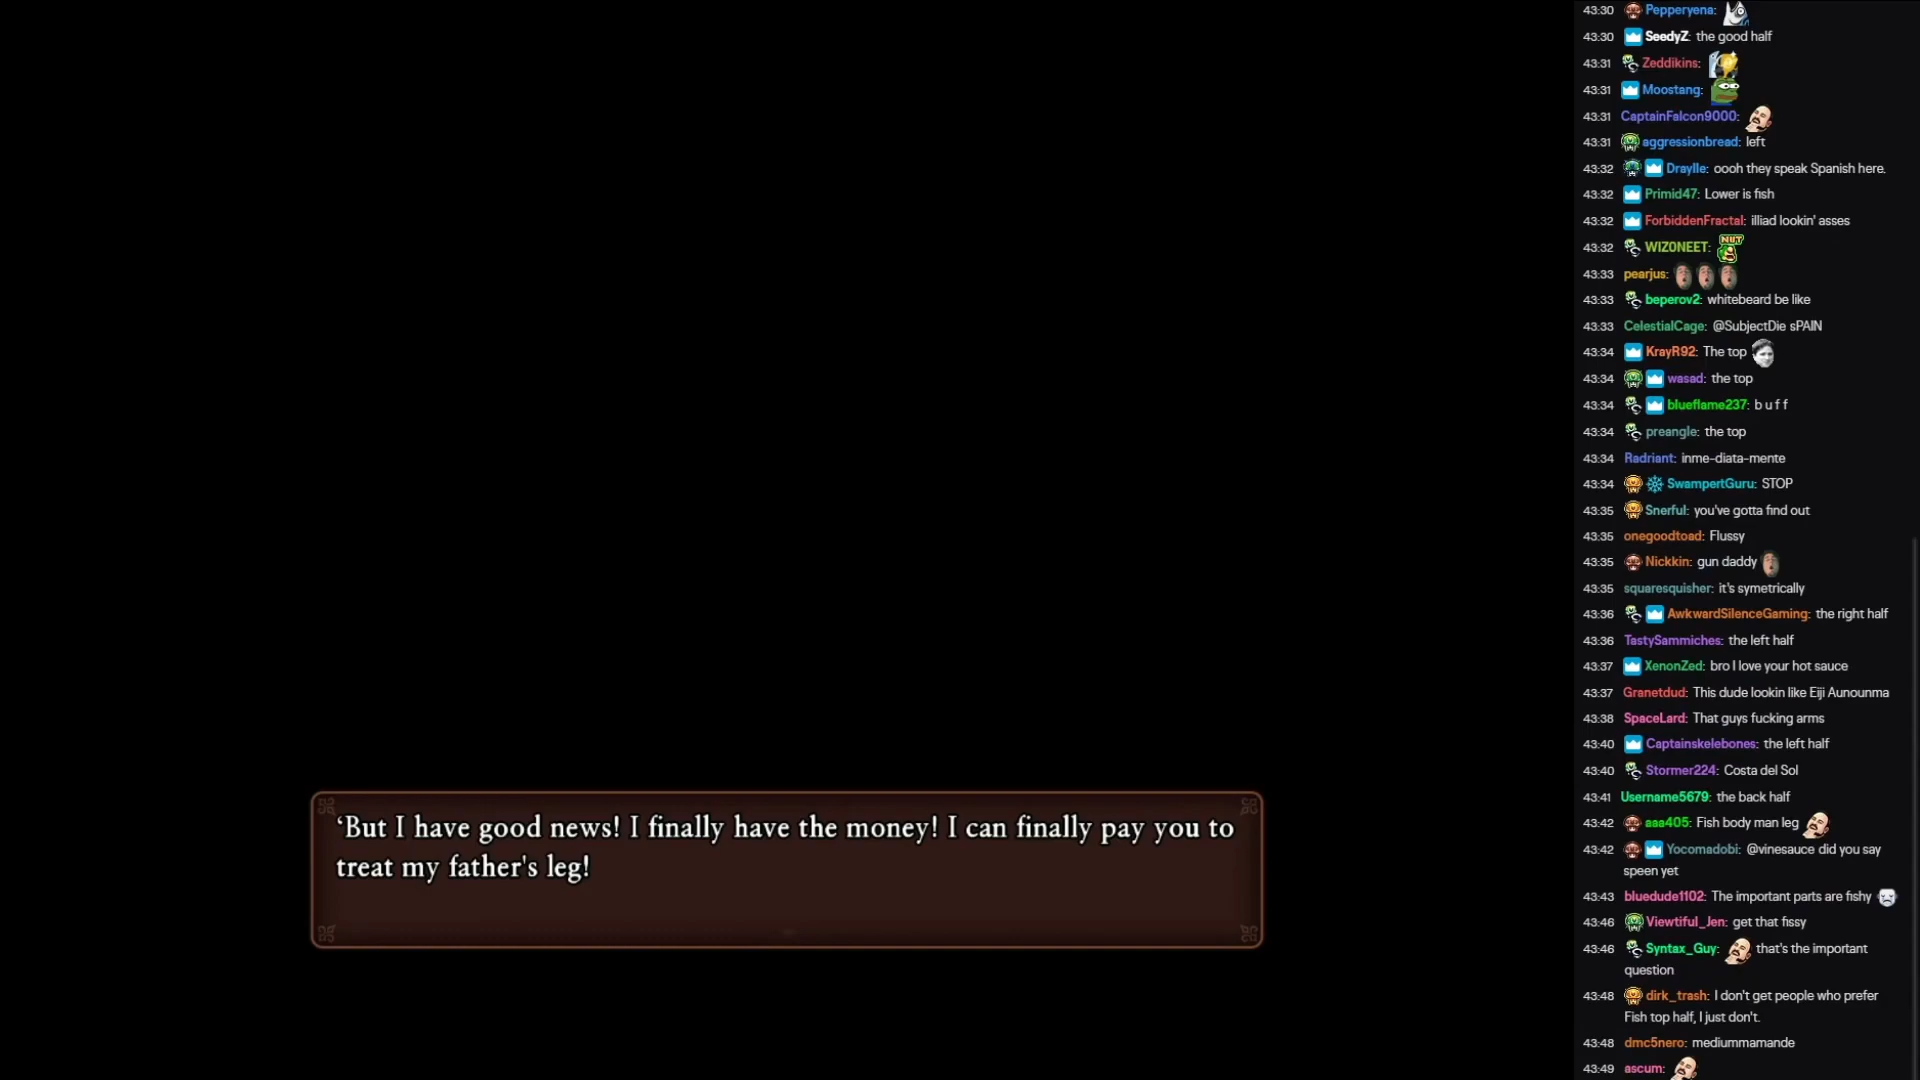 ‘But I have good news! I finally have the money! I can finally pay you to
treat my father's leg!
43:30 Pepperyena:
43:30 SeedyZ: the good half
43:31 Zeddikins:
43:31 Moostang:
43:31 CaptainFalcon9000:
43:31 aggressionbread: left
43:32 Draylle: oooh they speak Spanish here.
43:32 Primid47: Lower is fish
43:32 ForbiddenFractal: illiad lookin' asses
43:32 WIZ0NEET: NUT
43:33 pearjus:
43:33 beperov2: whitebeard be like
43:33 CelestialCage: @SubjectDie sPAIN
43:34 KrayR92: The top
43:34 wasad: the top
43:34 blueflame237: b u f f
43:34 preangle: the top
43:34 Radriant: inme-diata-mente
43:34 SwampertGuru: STOP
43:35 Snerful: you've gotta find out
43:35 onegoodtoad: Flussy
43:35 Nickkin: gun daddy
43:35 squaresquisher: it's symetrically
43:36 AwkwardSilenceGaming: the right half
43:36 TastySammiches: the left half
43:37 XenonZed: bro I love your hot sauce
43:37 Granetdud: This dude lookin like Eiji Aunounma
43:38 SpaceLard: That guys fucking arms
43:40 Captainskelebones: the left half
43:40 Stormer224: Costa del Sol
43:41 Username5679: the back half
43:42 aaa405: Fish body man leg
43:42 Yocomadobi: @vinesauce did you say
speen yet
43:43 bluedude1102: The important parts are fishy
43:46 Viewtiful_Jen: get that fissy
43:46 Syntax_Guy: that's the important
question
43:48 dirk_trash: I don't get people who prefer
Fish top half, I just don't.
43:48 dmc5nero: mediummamande
43:49 ascum: